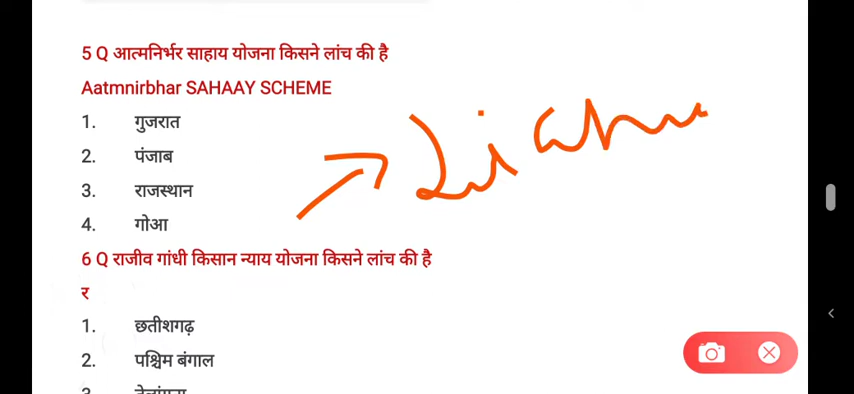 5 Q आत्मनिर्भर साहाय योजना किसने लांच की है
Aatmnirbhar SAHAAY SCHEME
1. गुजरात
2. पंजाब
3. राजस्थान
4. गोआ
6 Q राजीव गांधी किसान न्याय योजना किसने लांच की है
र
1. छतीशगढ़
2. पश्चिम बंगाल
3.